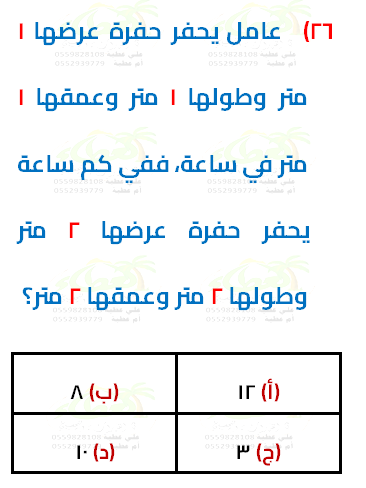 ٢٦) عامل يحفر حفرة عرضها ١
متر وطولها ١ متر وعمقها ١
متر في ساعة، ففي كم ساعة
يحفر حفرة عرضها ٢ متر
وطولها ٢ متر وعمقها ٢ متر؟
(أ) ١٢
(ب) ٨
(ج) ٣
(د) ١٠